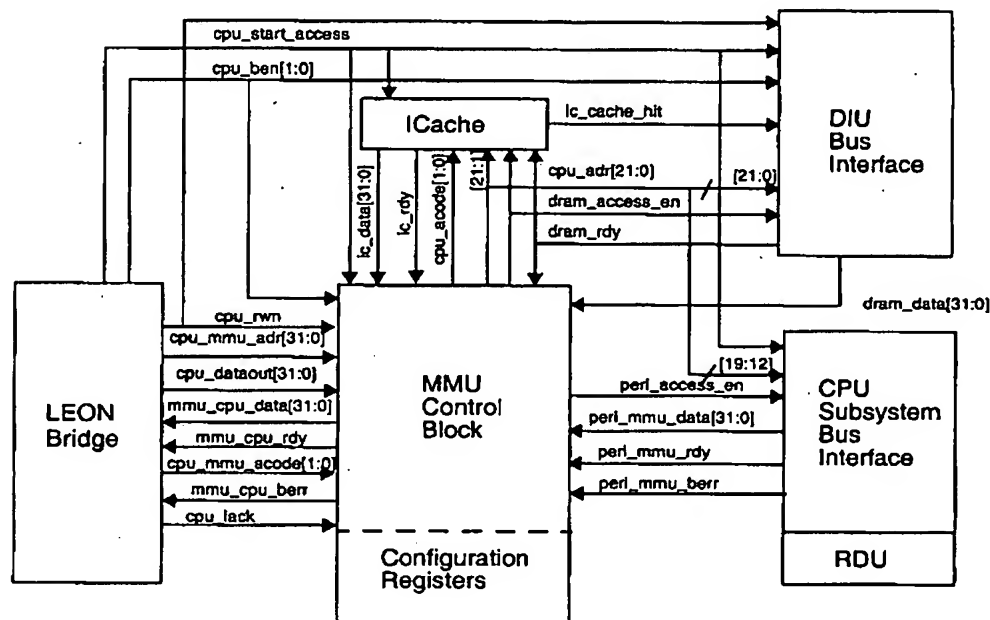 cpu_start_access
cpu_ben[1:0]
ICache
ic_cache_hit
DIU
Bus
Interface
ic_data[31:0]
ic_rdy
cpu_acode[1:0]
[21:1]
cpu_adr[21:0]
[21:0]
dram_access_en
dram_rdy
dram_data[31:0]
LEON
Bridge
cpu_rwn
cpu_mmu_adr[31:0]
cpu_dataout[31:0]
mmu_cpu_data[31:0]
mmu_cpu_rdy
cpu_mmu_acode[1:0]
mmu_cpu_berr
cpu_iack
MMU
Control
Block
Configuration
Registers
[19:12]
peri_access_en
peri_mmu_data[31:0]
peri_mmu_rdy
peri_mmu_berr
CPU
Subsystem
Bus
Interface
RDU